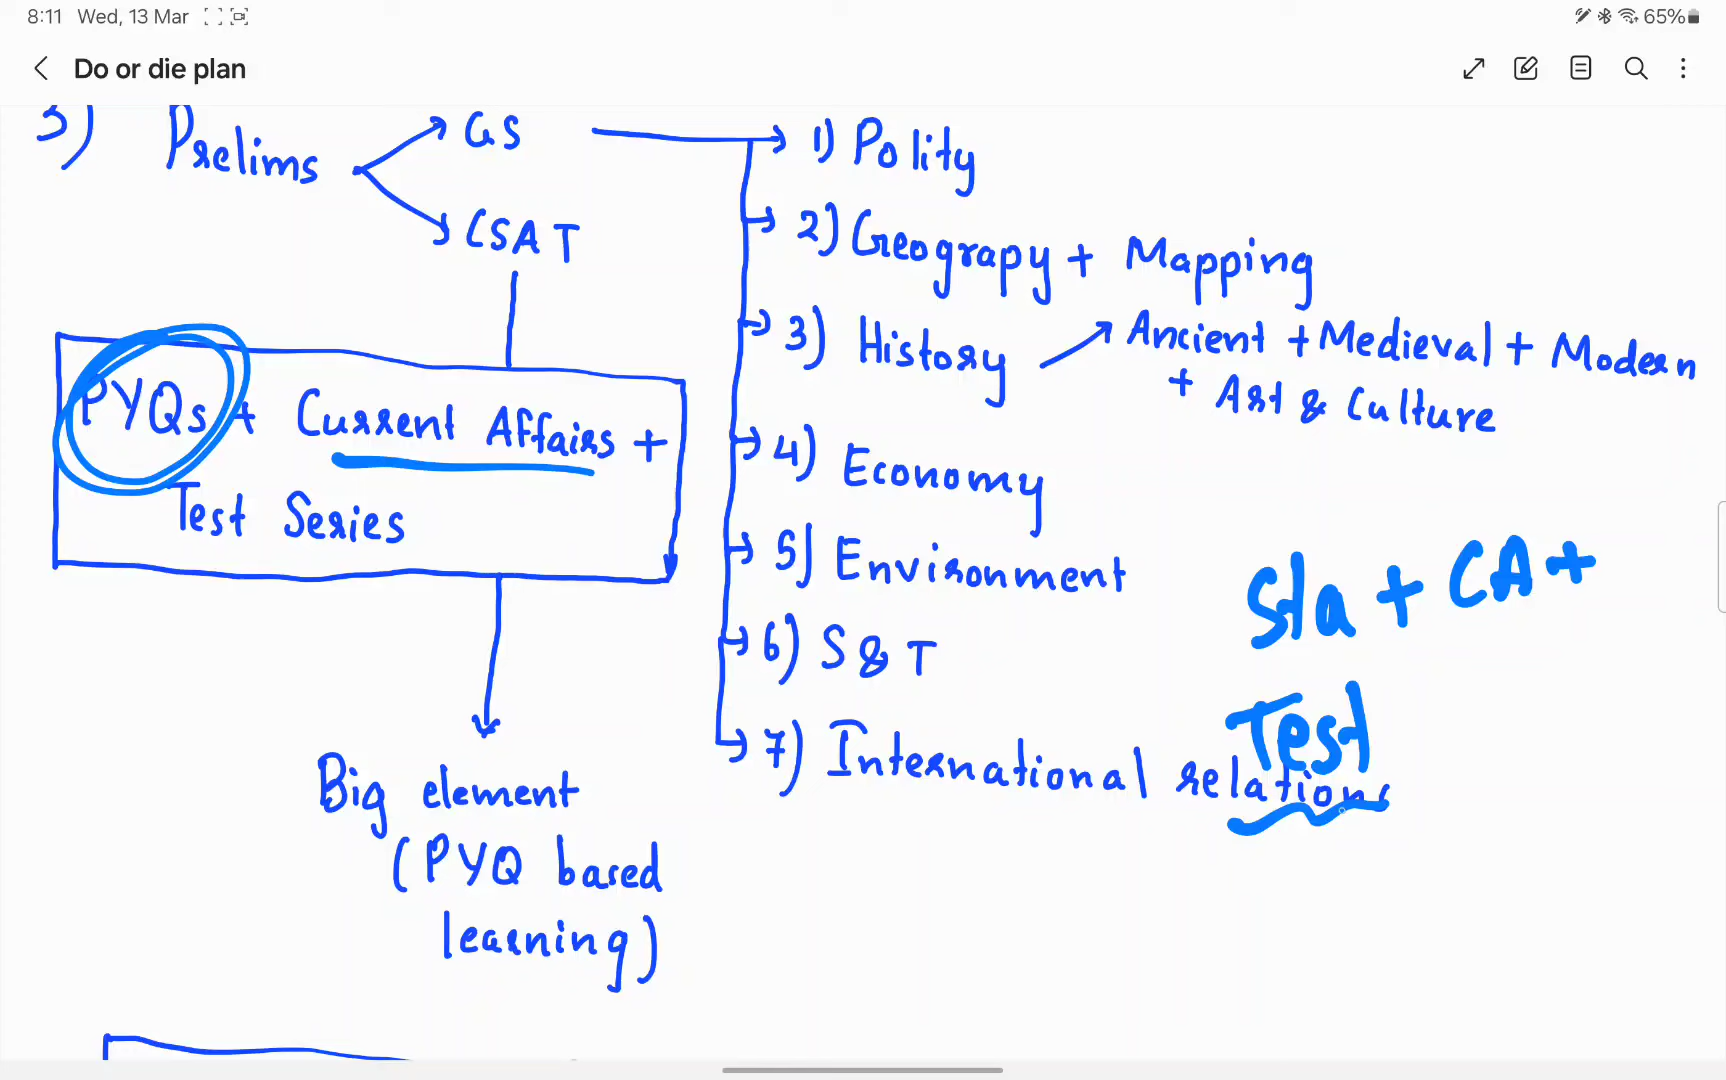 8:11 Wed, 13 Mar
65%
Do or die plan
3) Prelims
GS
CSAT
PYQs + Current Affairs +
Test Series
Big element
(PYQ based
learning)
1) Polity
2) Geograpy + Mapping
3) History
Ancient + Medieval + Modern
+ Art & Culture
4) Economy
5) Environment
6) S & T
7) International relations
Sta + CA +
Test